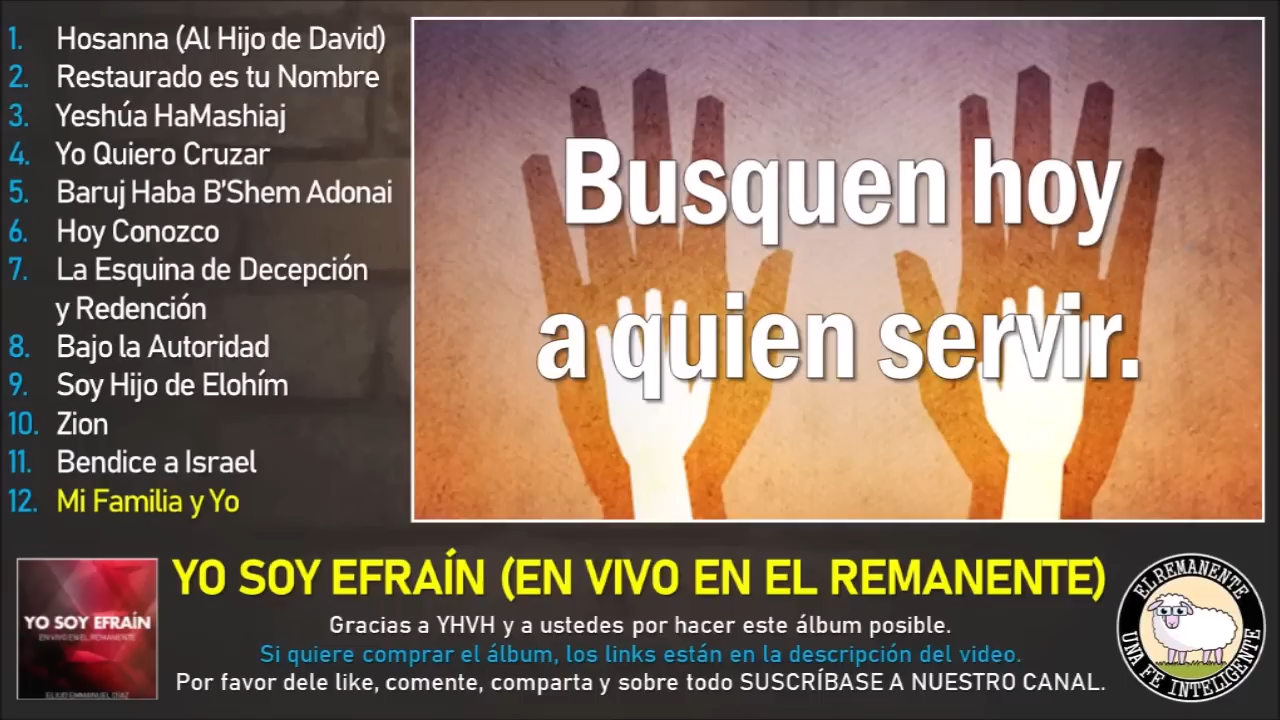 1. Hosanna (Al Hijo de David)
2. Restaurado es tu Nombre
3. Yeshúa HaMashiaj
4. Yo Quiero Cruzar
5. Baruj Haba B'Shem Adonai
6. Hoy Conozco
7. La Esquina de Decepción
y Redención
8. Bajo la Autoridad
9. Soy Hijo de Elohím
10. Zion
11. Bendice a Israel
12. Mi Familia y Yo
Busquen hoy
a quien servir.
YO SOY EFRAÍN
EN VIVO EN EL REMANENTE
YO SOY EFRAÍN (EN VIVO EN EL REMANENTE)
Gracias a YHVH y a ustedes por hacer este álbum posible.
Si quiere comprar el álbum, los links están en la descripción del video.
Por favor dele like, comente, comparta y sobre todo SUSCRÍBASE A NUESTRO CANAL.
EL REMANENTE
UNA FE INTELIGENTE